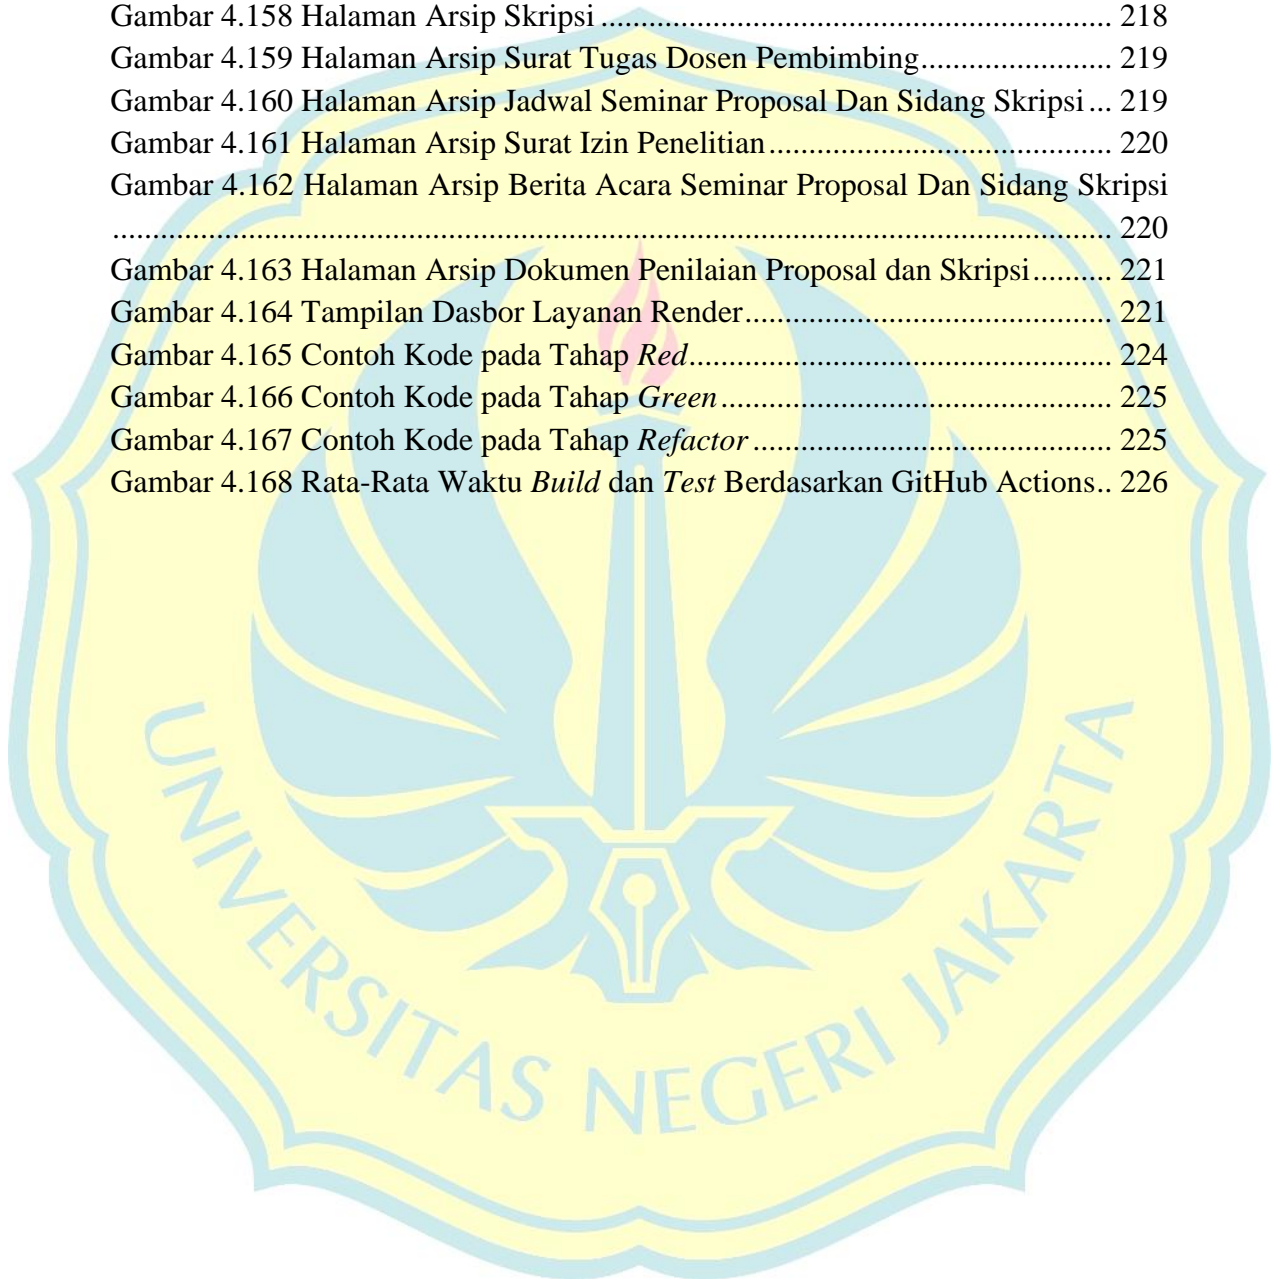 Gambar 4.158 Halaman Arsip Skripsi ................................................................. 218
Gambar 4.159 Halaman Arsip Surat Tugas Dosen Pembimbing ........................ 219
Gambar 4.160 Halaman Arsip Jadwal Seminar Proposal Dan Sidang Skripsi ... 219
Gambar 4.161 Halaman Arsip Surat Izin Penelitian ........................................... 220
Gambar 4.162 Halaman Arsip Berita Acara Seminar Proposal Dan Sidang Skripsi
.............................................................................................................................. 220
Gambar 4.163 Halaman Arsip Dokumen Penilaian Proposal dan Skripsi .......... 221
Gambar 4.164 Tampilan Dasbor Layanan Render .............................................. 221
Gambar 4.165 Contoh Kode pada Tahap Red ..................................................... 224
Gambar 4.166 Contoh Kode pada Tahap Green ................................................. 225
Gambar 4.167 Contoh Kode pada Tahap Refactor ............................................. 225
Gambar 4.168 Rata-Rata Waktu Build dan Test Berdasarkan GitHub Actions .. 226
UNIVERSITAS NEGERI JAKARTA